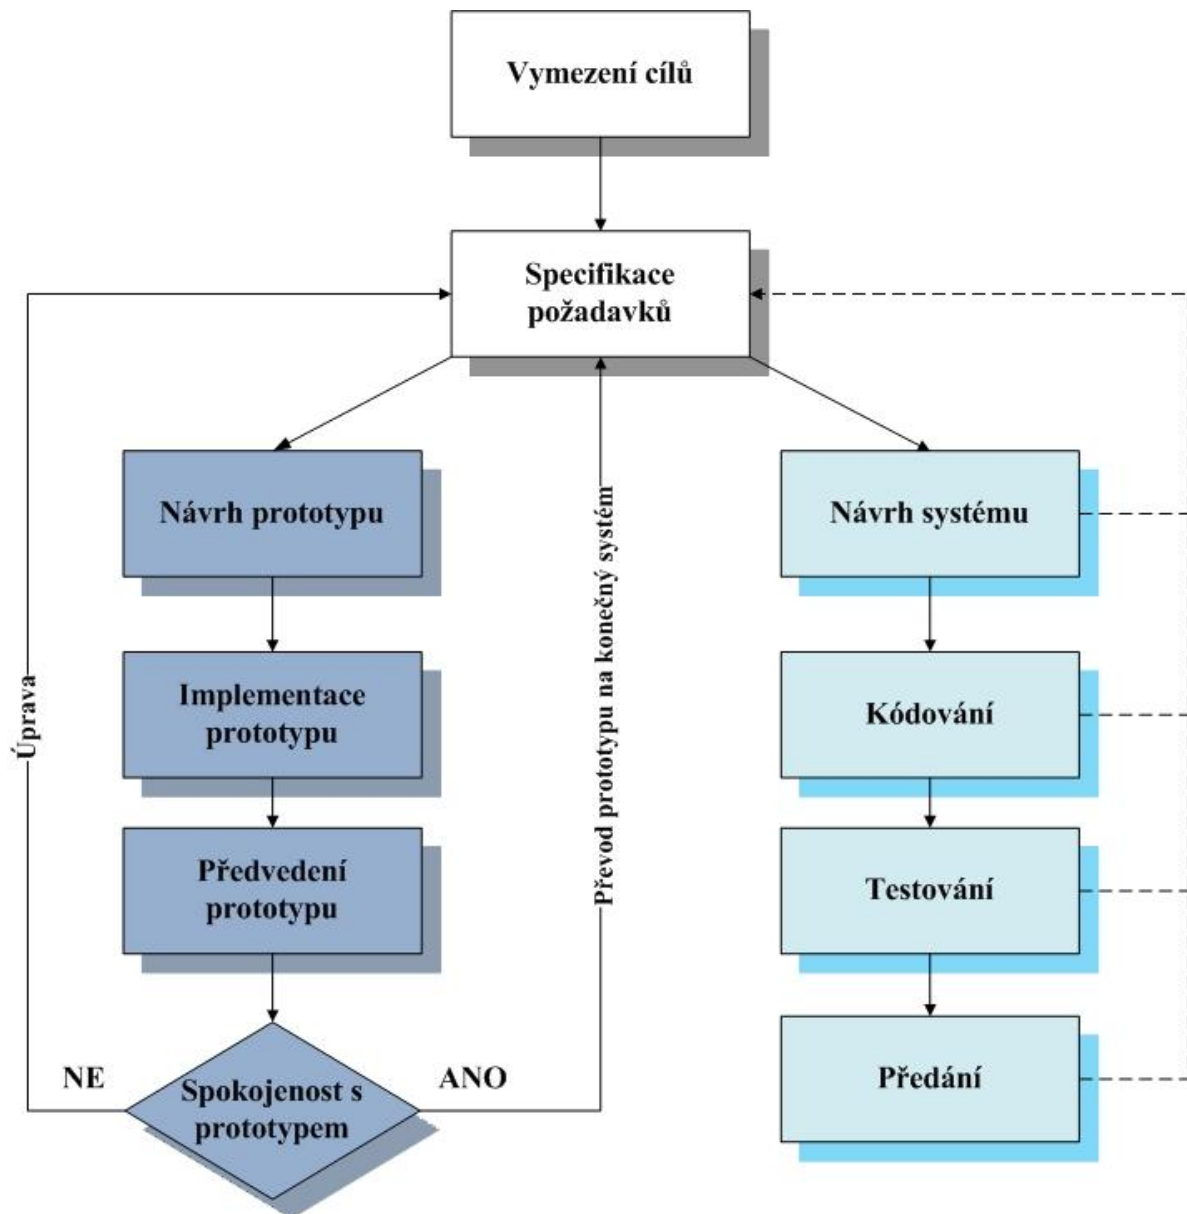 Vymezení cílů
Specifikace
požadavků
Návrh prototypu
Návrh systému
Převod prototypu na konečný systém
Úprava
Implementace
prototypu
Kódování
Předvedení
prototypu
Testování
NE
Spokojenost s
prototypem
ANO
Předání